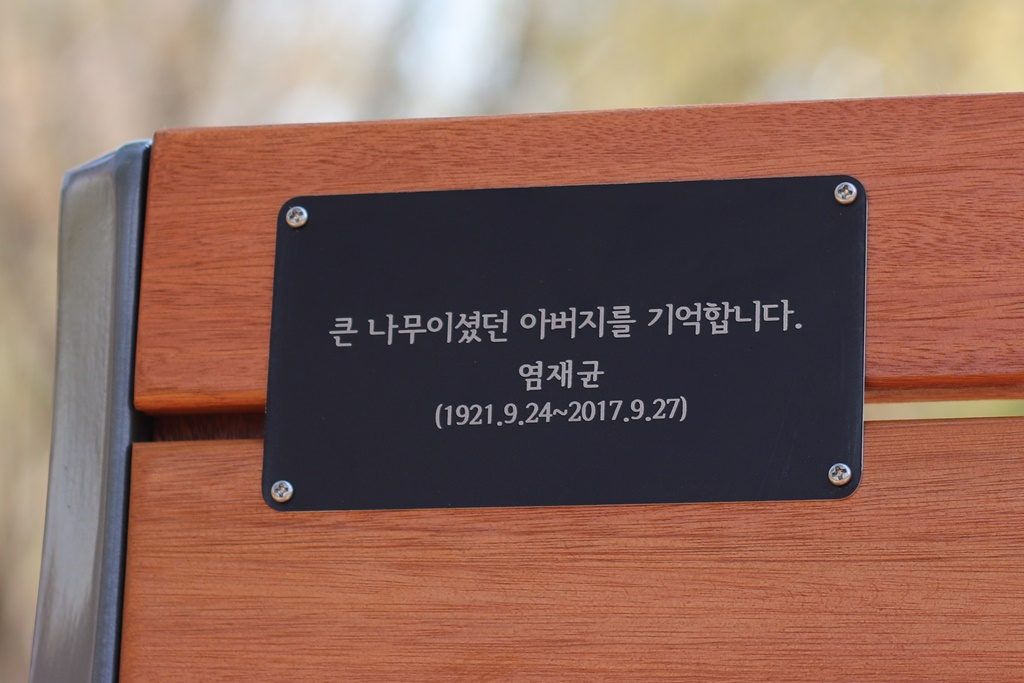 큰 나무이셨던 아버지를 기억합니다.
염재균
(1921.9.24~2017.9.27)